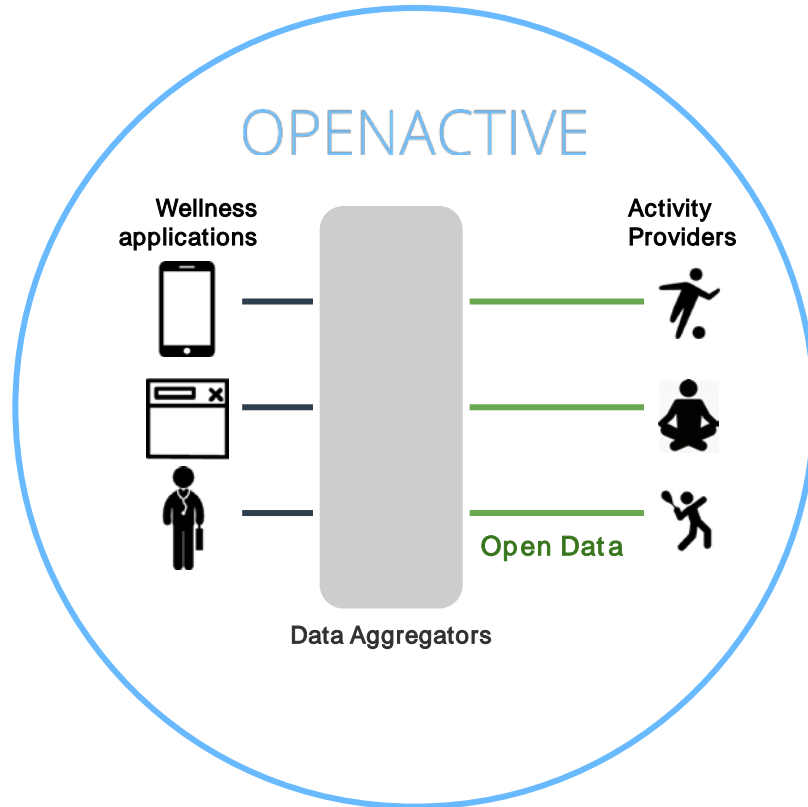 OPENACTIVE
Wellness
applications
Activity
Providers
Open Data
Data Aggregators